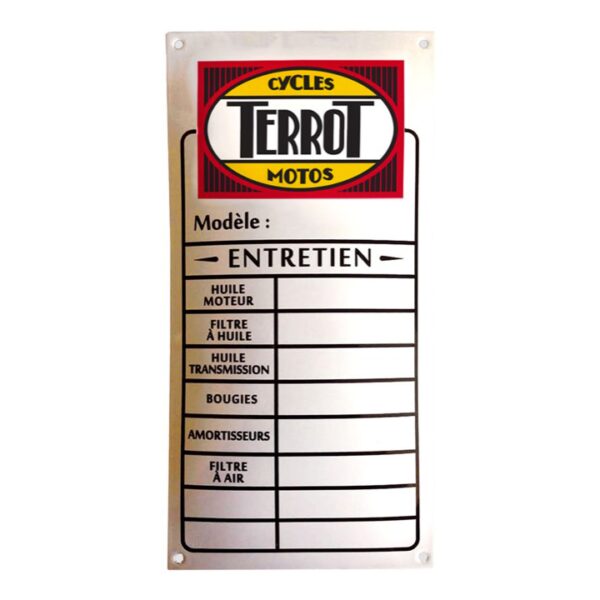 CYCLES
TERROT
MOTOS
Modèle :
ENTRETIEN
HUILE
MOTEUR
FILTRE
À HUILE
HUILE
TRANSMISSION
BOUGIES
AMORTISSEURS
FILTRE
À AIR